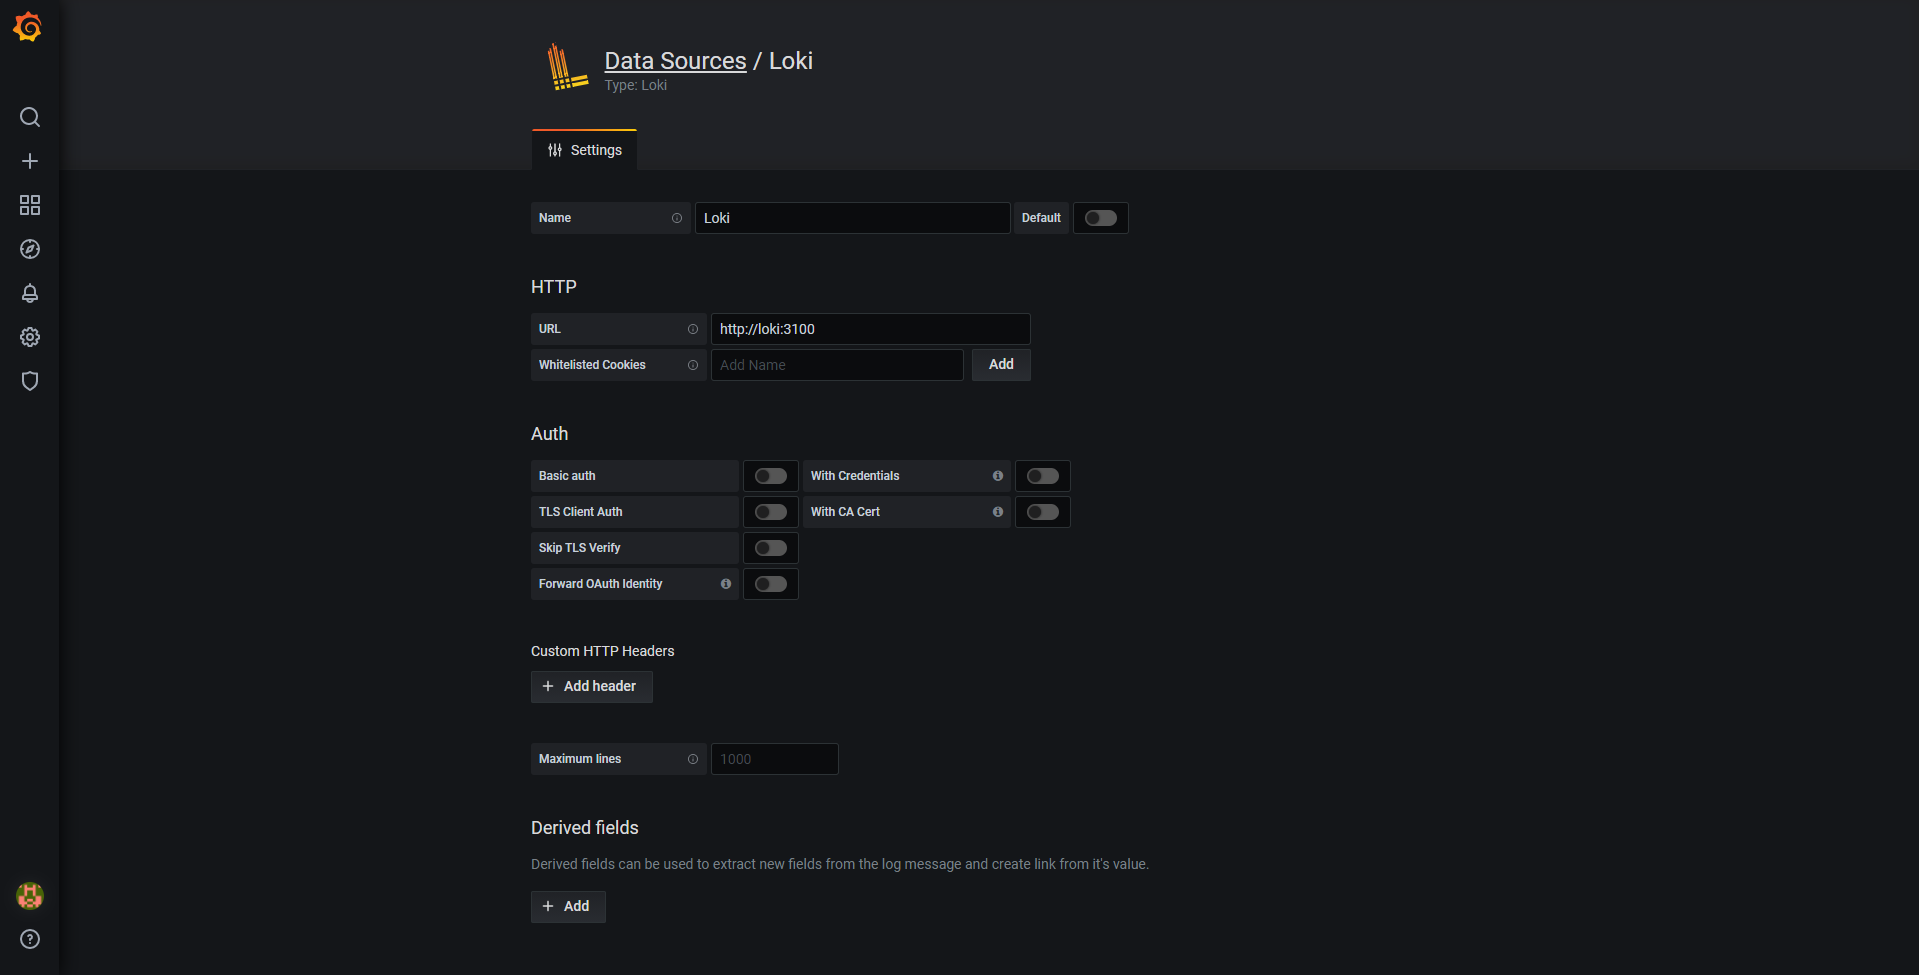 Data Sources / Loki
Type: Loki
Settings
Name Loki Default
HTTP
URL http://loki:3100
Whitelisted Cookies Add Name Add
Auth
Basic auth With Credentials
TLS Client Auth With CA Cert
Skip TLS Verify
Forward OAuth Identity
Custom HTTP Headers
Add header
Maximum lines 1000
Derived fields
Derived fields can be used to extract new fields from the log message and create link from it's value.
Add